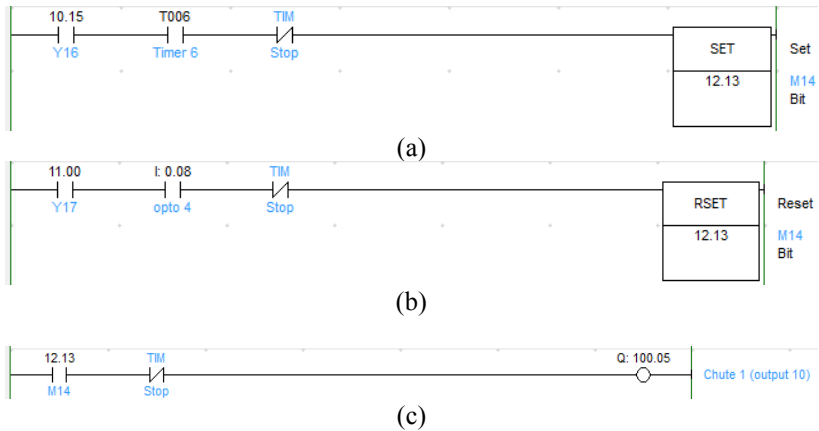 10.15 T006 TIM
Y16 Timer 6 Stop
SET Set
12.13 M14
Bit
(a)
11.00 I: 0.08 TIM
Y17 opto 4 Stop
RSET Reset
12.13 M14
Bit
(b)
12.13 TIM Q: 100.05
Chute 1 (output 10)
M14 Stop
(c)